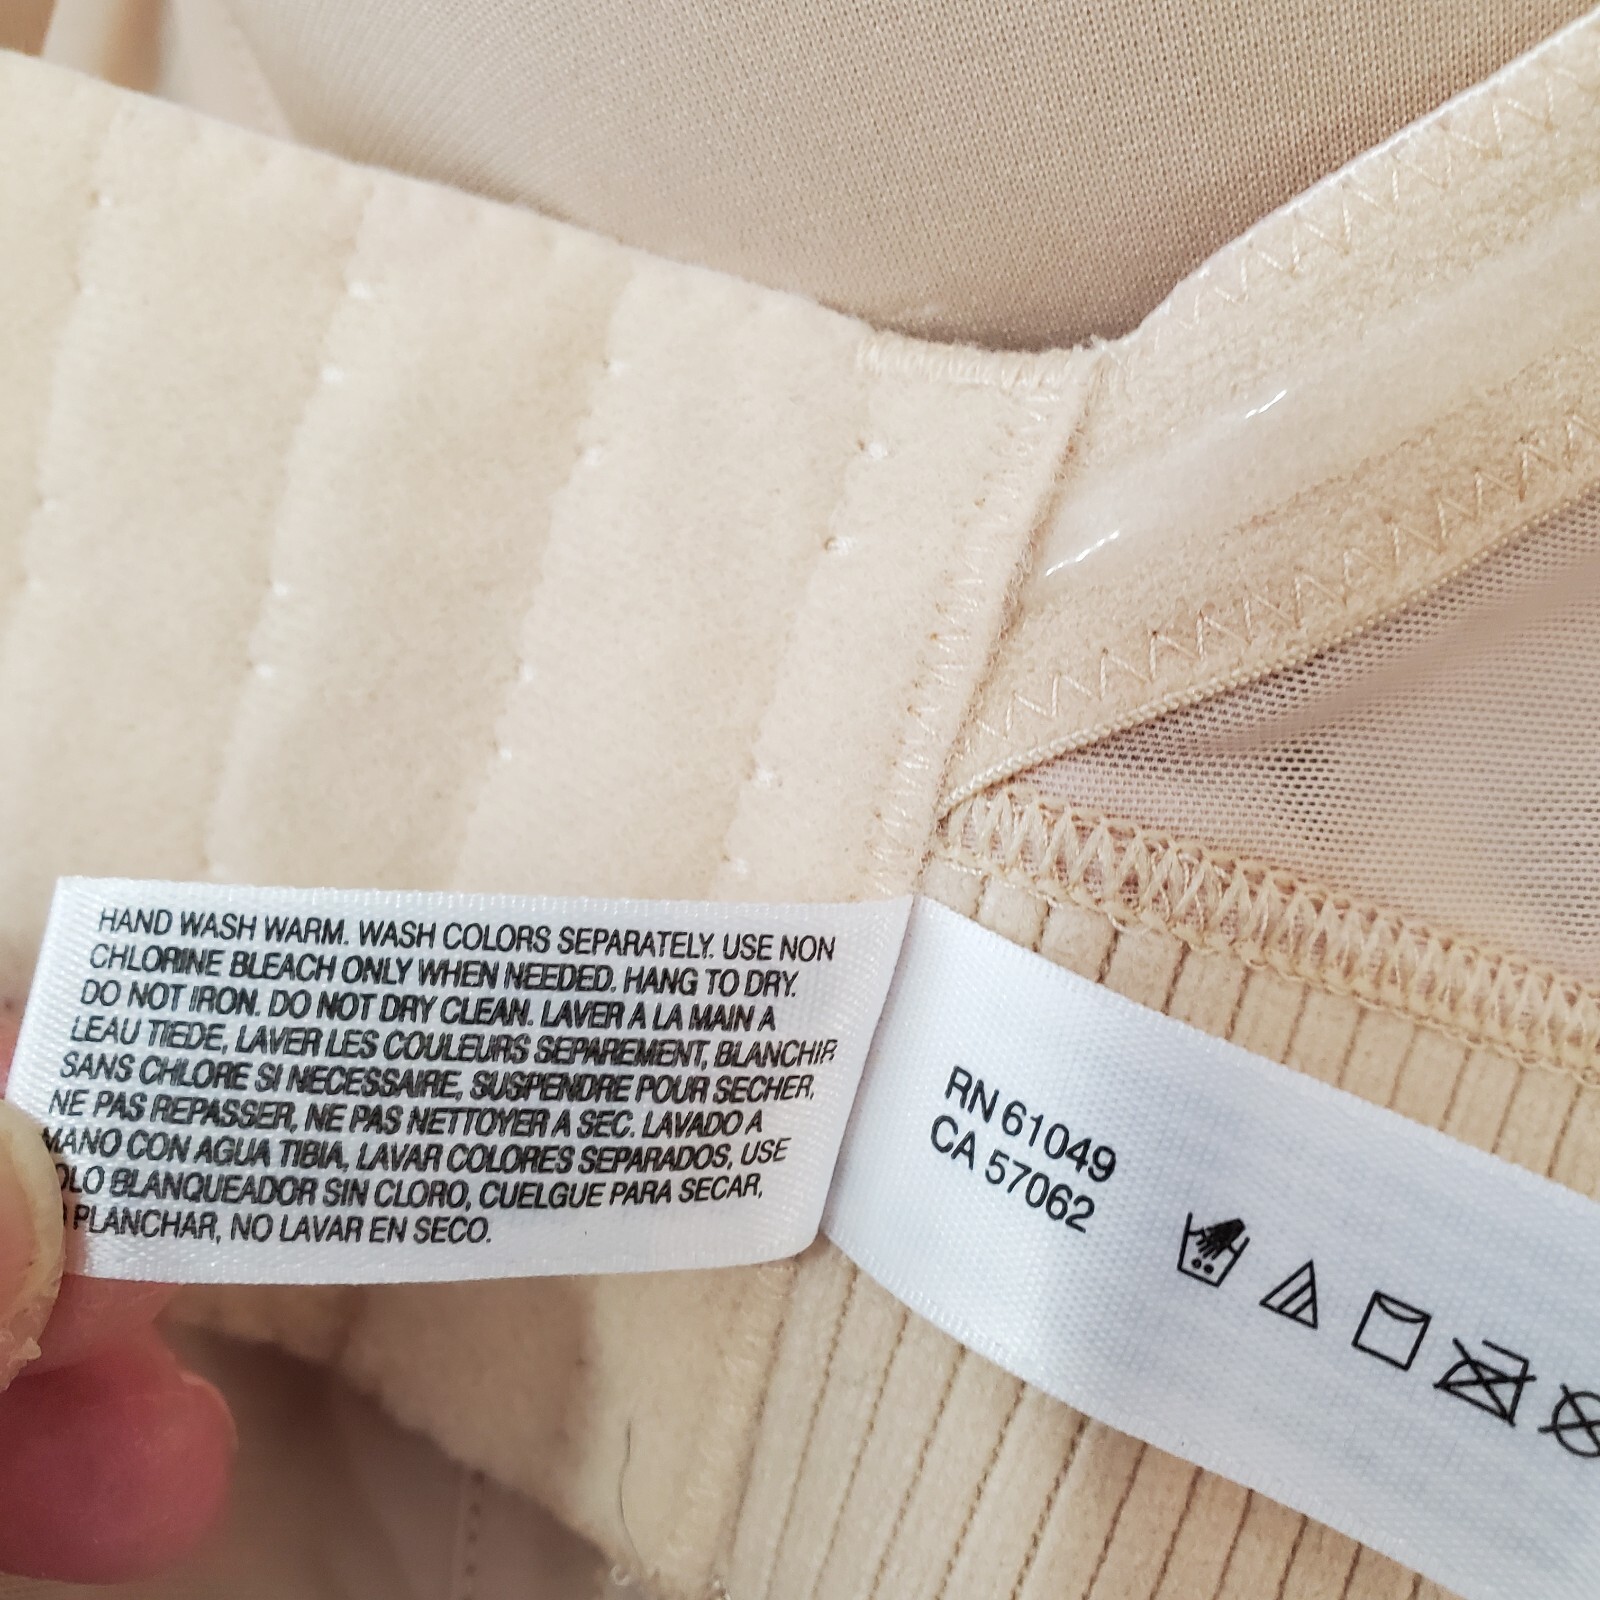 HAND WASH WARM. WASH COLORS SEPARATELY. USE NON
CHLORINE BLEACH ONLY WHEN NEEDED. HANG TO DRY.
DO NOT IRON. DO NOT DRY CLEAN. LAVER A LA MAIN A
LEAU TIEDE, LAVER LES COULEURS SEPAREMENT, BLANCHIR
SANS CHLORE SI NECESSAIRE, SUSPENDRE POUR SECHER,
NE PAS REPASSER, NE PAS NETTOYER A SEC. LAVADO A
MANO CON AGUA TIBIA, LAVAR COLORES SEPARADOS, USE
OLO BLANQUEADOR SIN CLORO, CUELGUE PARA SECAR,
PLANCHAR, NO LAVAR EN SECO.
RN 61049
CA 57062